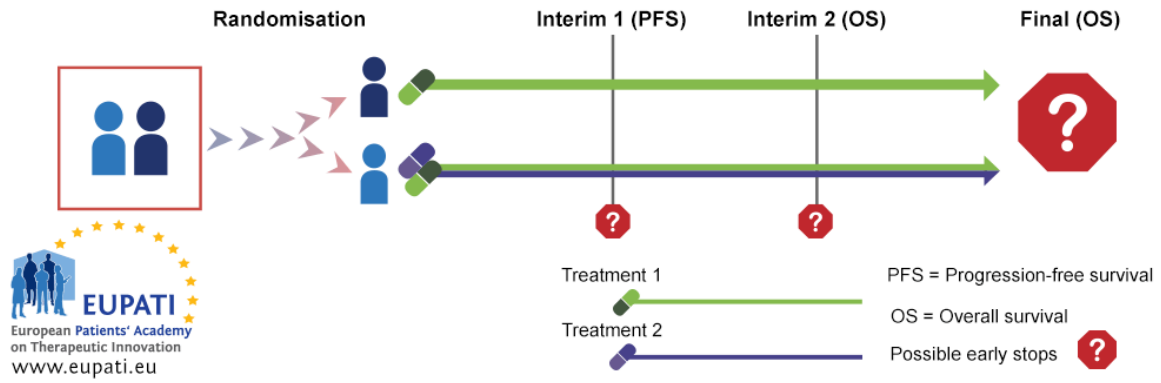 Randomisation
Interim 1 (PFS)
Interim 2 (OS)
Final (OS)
?
?
?
EUPATI
European Patients' Academy
on Therapeutic Innovation
www.eupati.eu
Treatment 1
Treatment 2
PFS = Progression-free survival
OS = Overall survival
Possible early stops ?